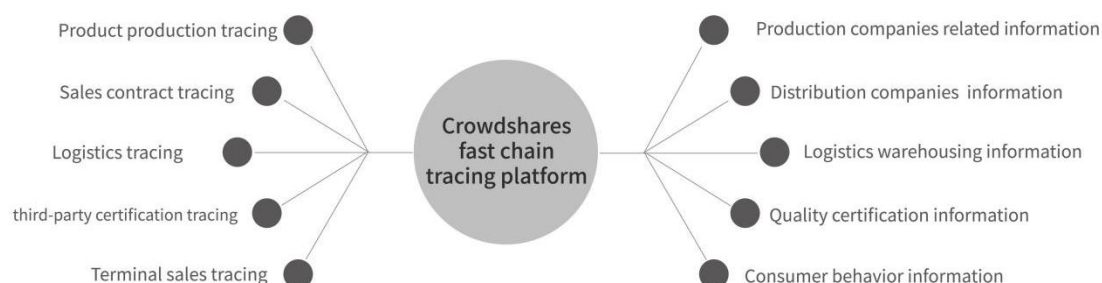 Product production tracing
Sales contract tracing
Logistics tracing
third-party certification tracing
Terminal sales tracing
Crowdshares
fast chain
tracing platform
Production companies related information
Distribution companies information
Logistics warehousing information
Quality certification information
Consumer behavior information